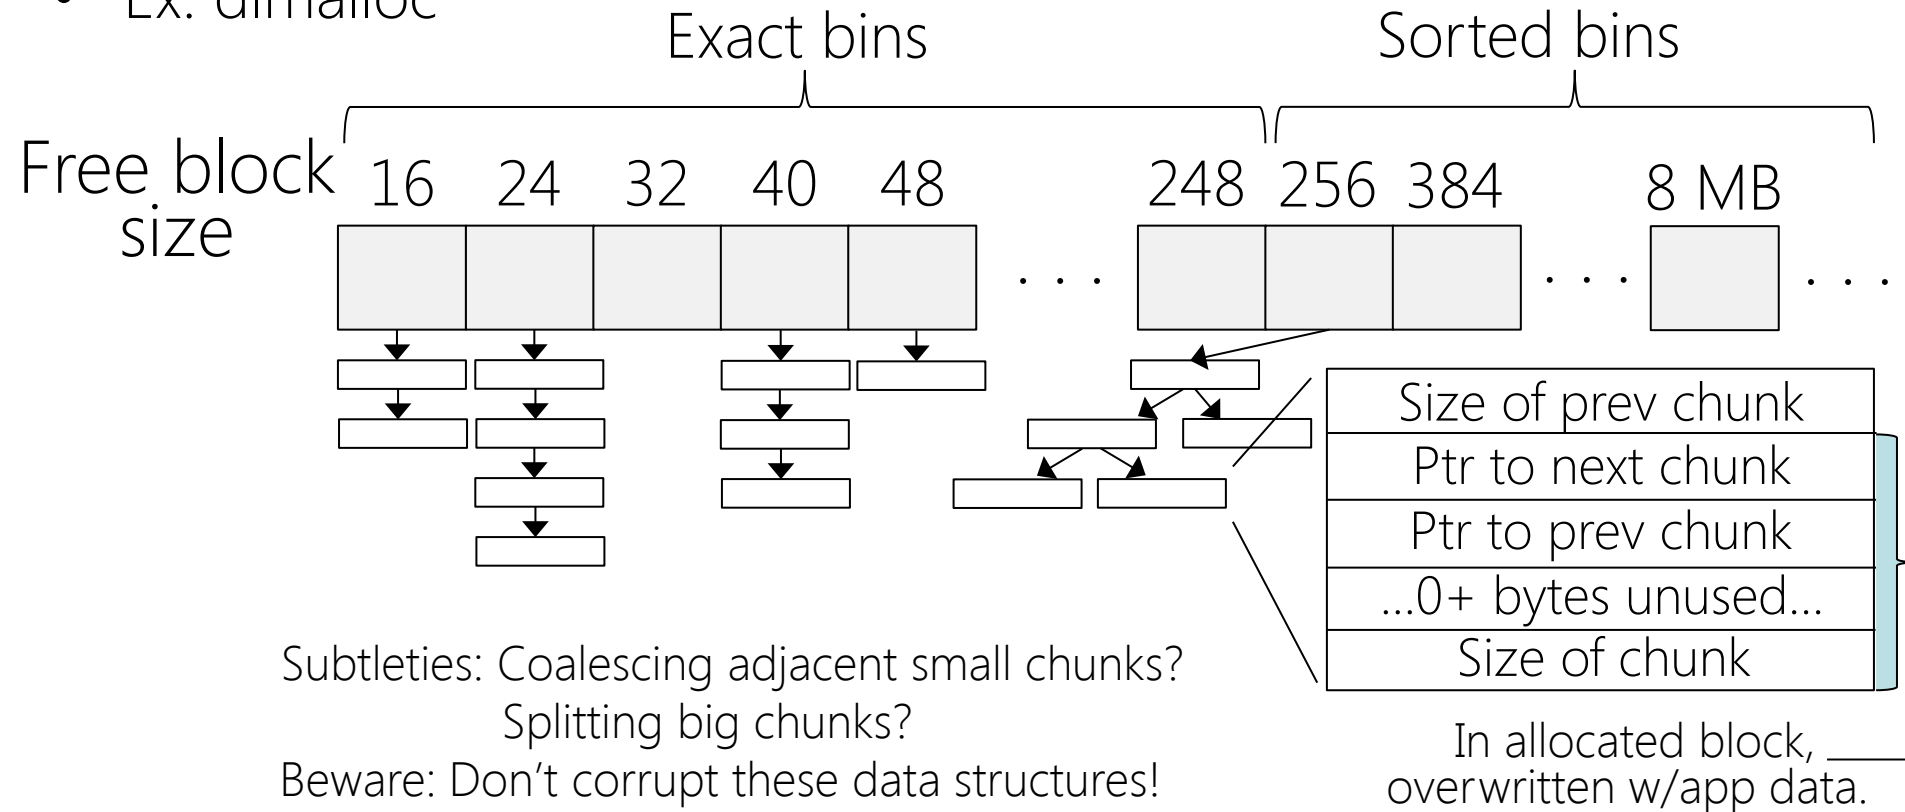 • Ex: dlmalloc
Exact bins
Sorted bins
Free block size
16 24 32 40 48 248 256 384 8 MB
. . . . . . . . .
Size of prev chunk
Ptr to next chunk
Ptr to prev chunk
...0+ bytes unused...
Size of chunk
Subtleties: Coalescing adjacent small chunks?
Splitting big chunks?
Beware: Don't corrupt these data structures!
In allocated block, ____
overwritten w/app data.